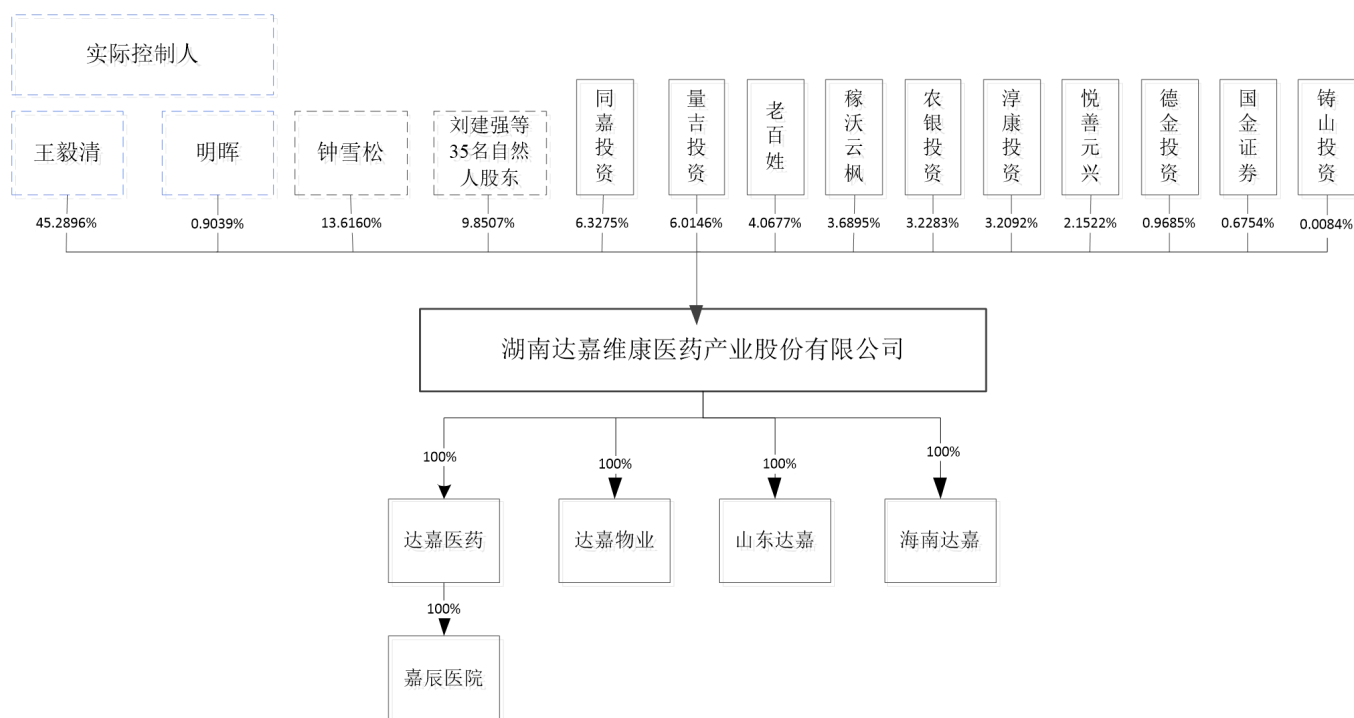 实际控制人
王毅清
明晖
钟雪松
刘建强等
35名自然
人股东
同嘉投资
量吉投资
老百姓
稼沃云枫
农银投资
淳康投资
悦善元兴
德金投资
国金证券
铸山投资
45.2896%
0.9039%
13.6160%
9.8507%
6.3275%
6.0146%
4.0677%
3.6895%
3.2283%
3.2092%
2.1522%
0.9685%
0.6754%
0.0084%
湖南达嘉维康医药产业股份有限公司
100%
100%
100%
100%
达嘉医药
达嘉物业
山东达嘉
海南达嘉
100%
嘉辰医院